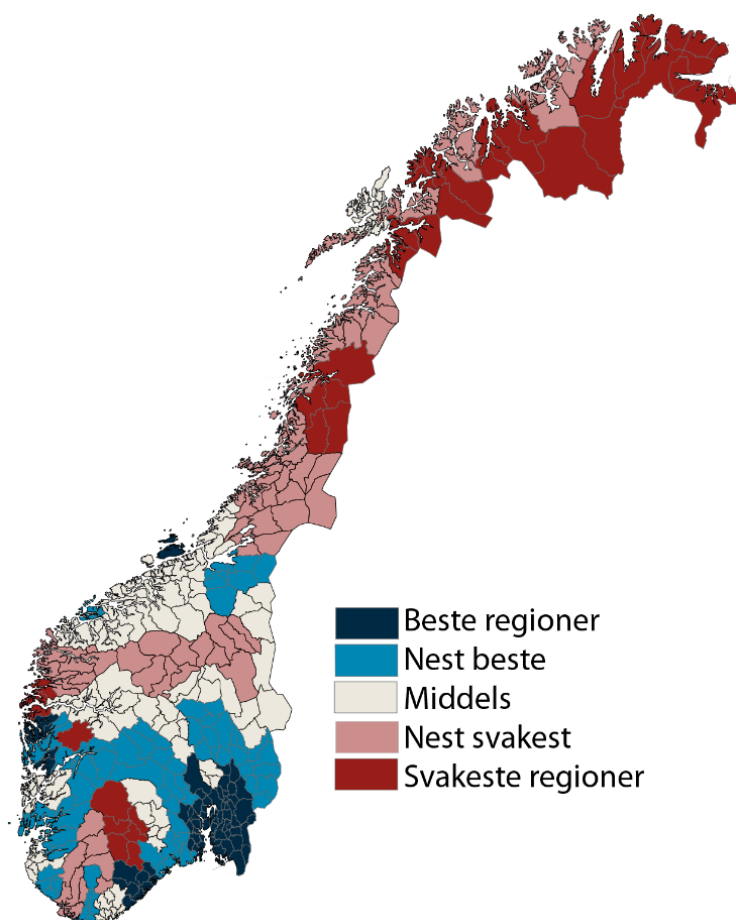 Beste regioner
Nest beste
Middels
Nest svakest
Svakeste regioner